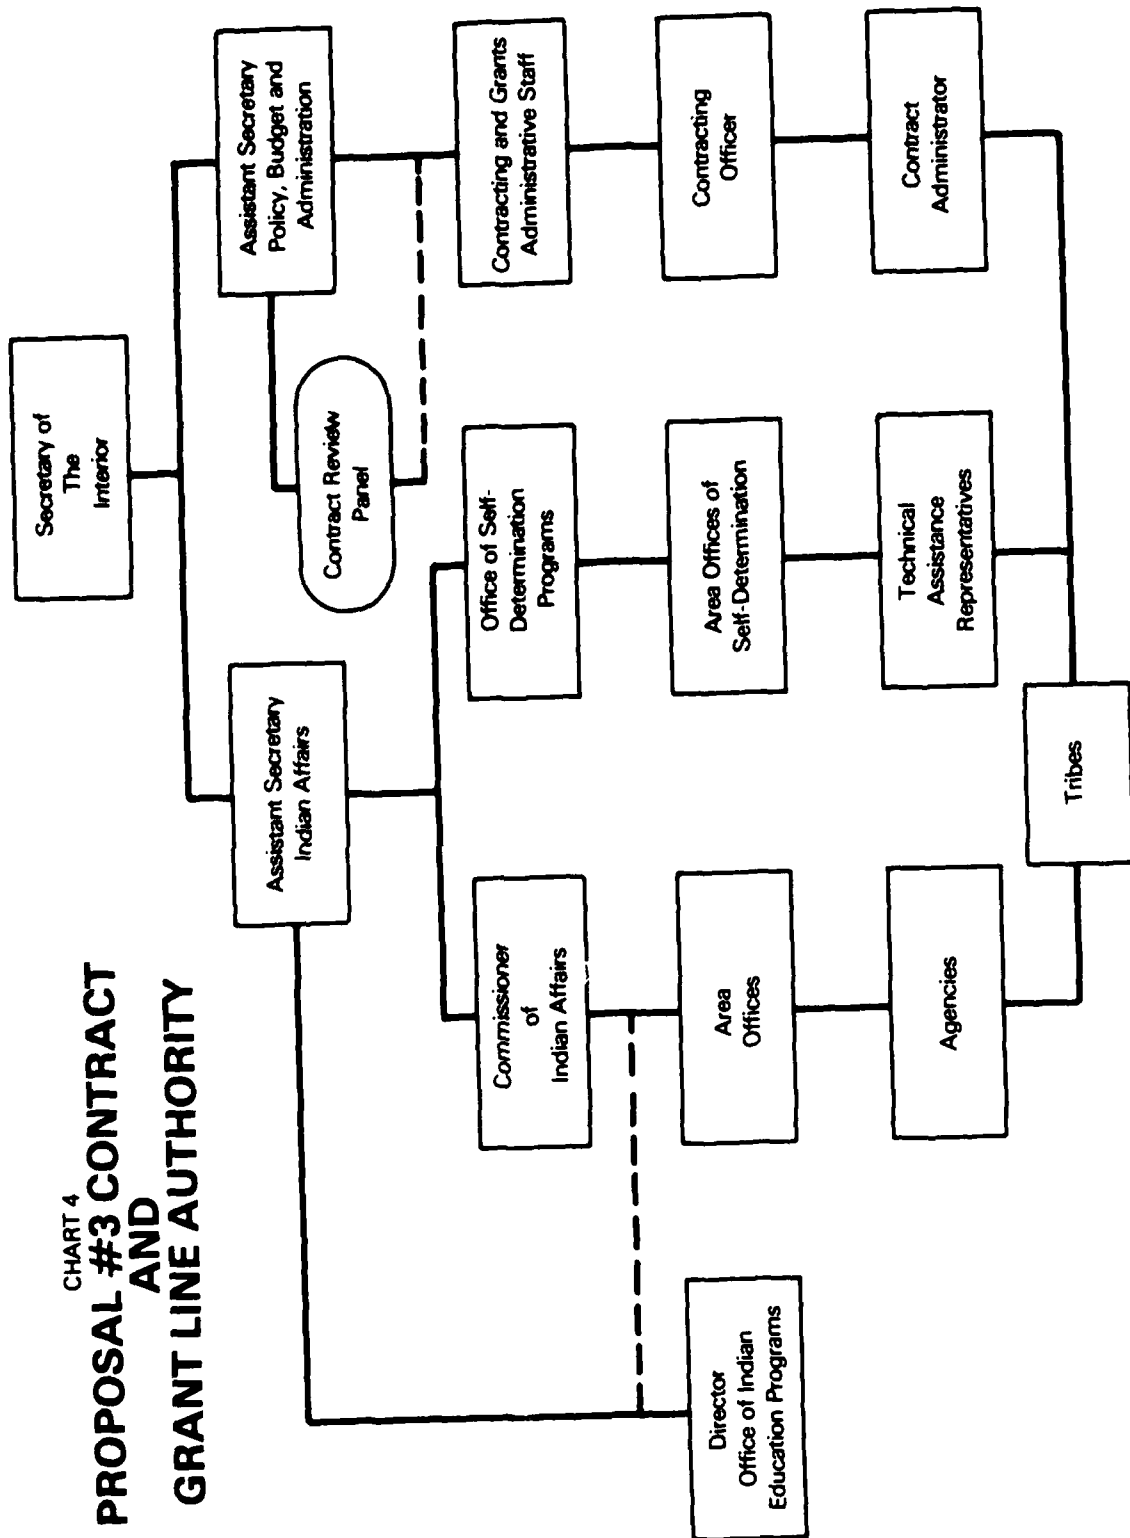 CHART 4
PROPOSAL #3 CONTRACT
AND
GRANT LINE AUTHORITY
Secretary of
The
Interior
Assistant Secretary
Indian Affairs
Assistant Secretary
Policy, Budget and
Administration
Contract Review
Panel
Commissioner
of
Indian Affairs
Office of Self-
Determination
Programs
Contracting and Grants
Administrative Staff
Director
Office of Indian
Education Programs
Area
Offices
Area Offices of
Self-Determination
Contracting
Officer
Agencies
Technical
Assistance
Representatives
Contract
Administrator
Tribes